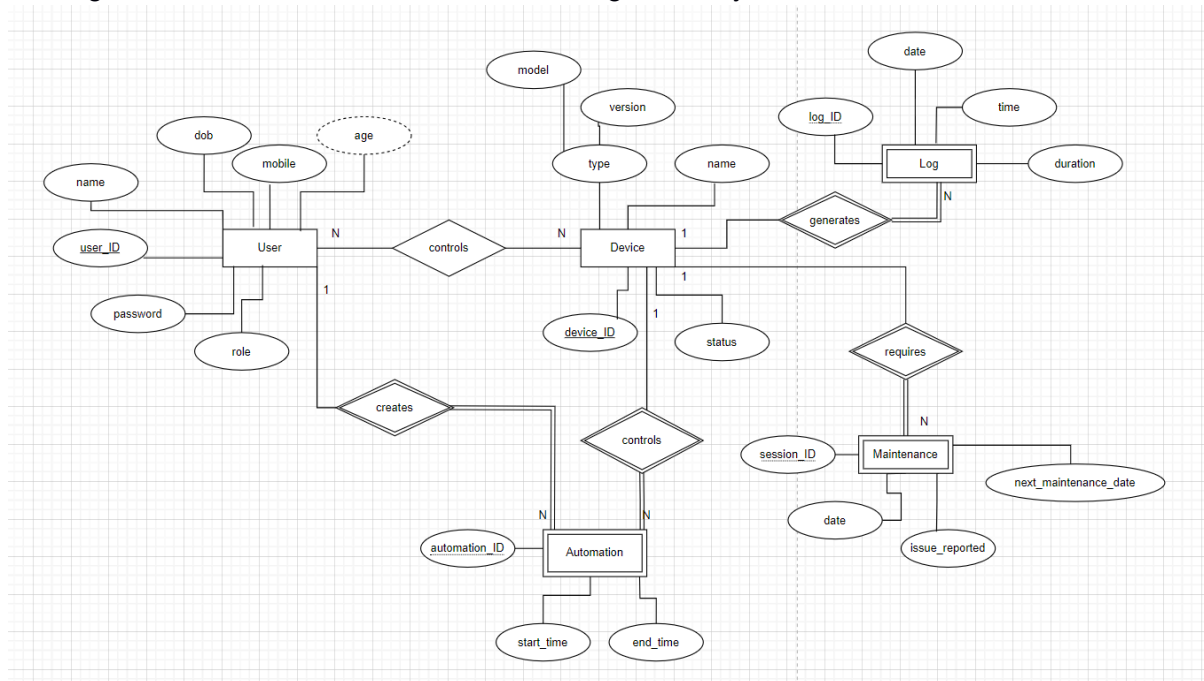 date
model
version
log_ID
time
dob
age
mobile
type
name
Log
duration
name
N
generates
user_ID
User
N
controls
N
Device
1
1
1
1
password
device_ID
status
role
requires
creates
controls
N
session_ID
Maintenance
next_maintenance_date
N
N
date
automation_ID
Automation
issue_reported
start_time
end_time